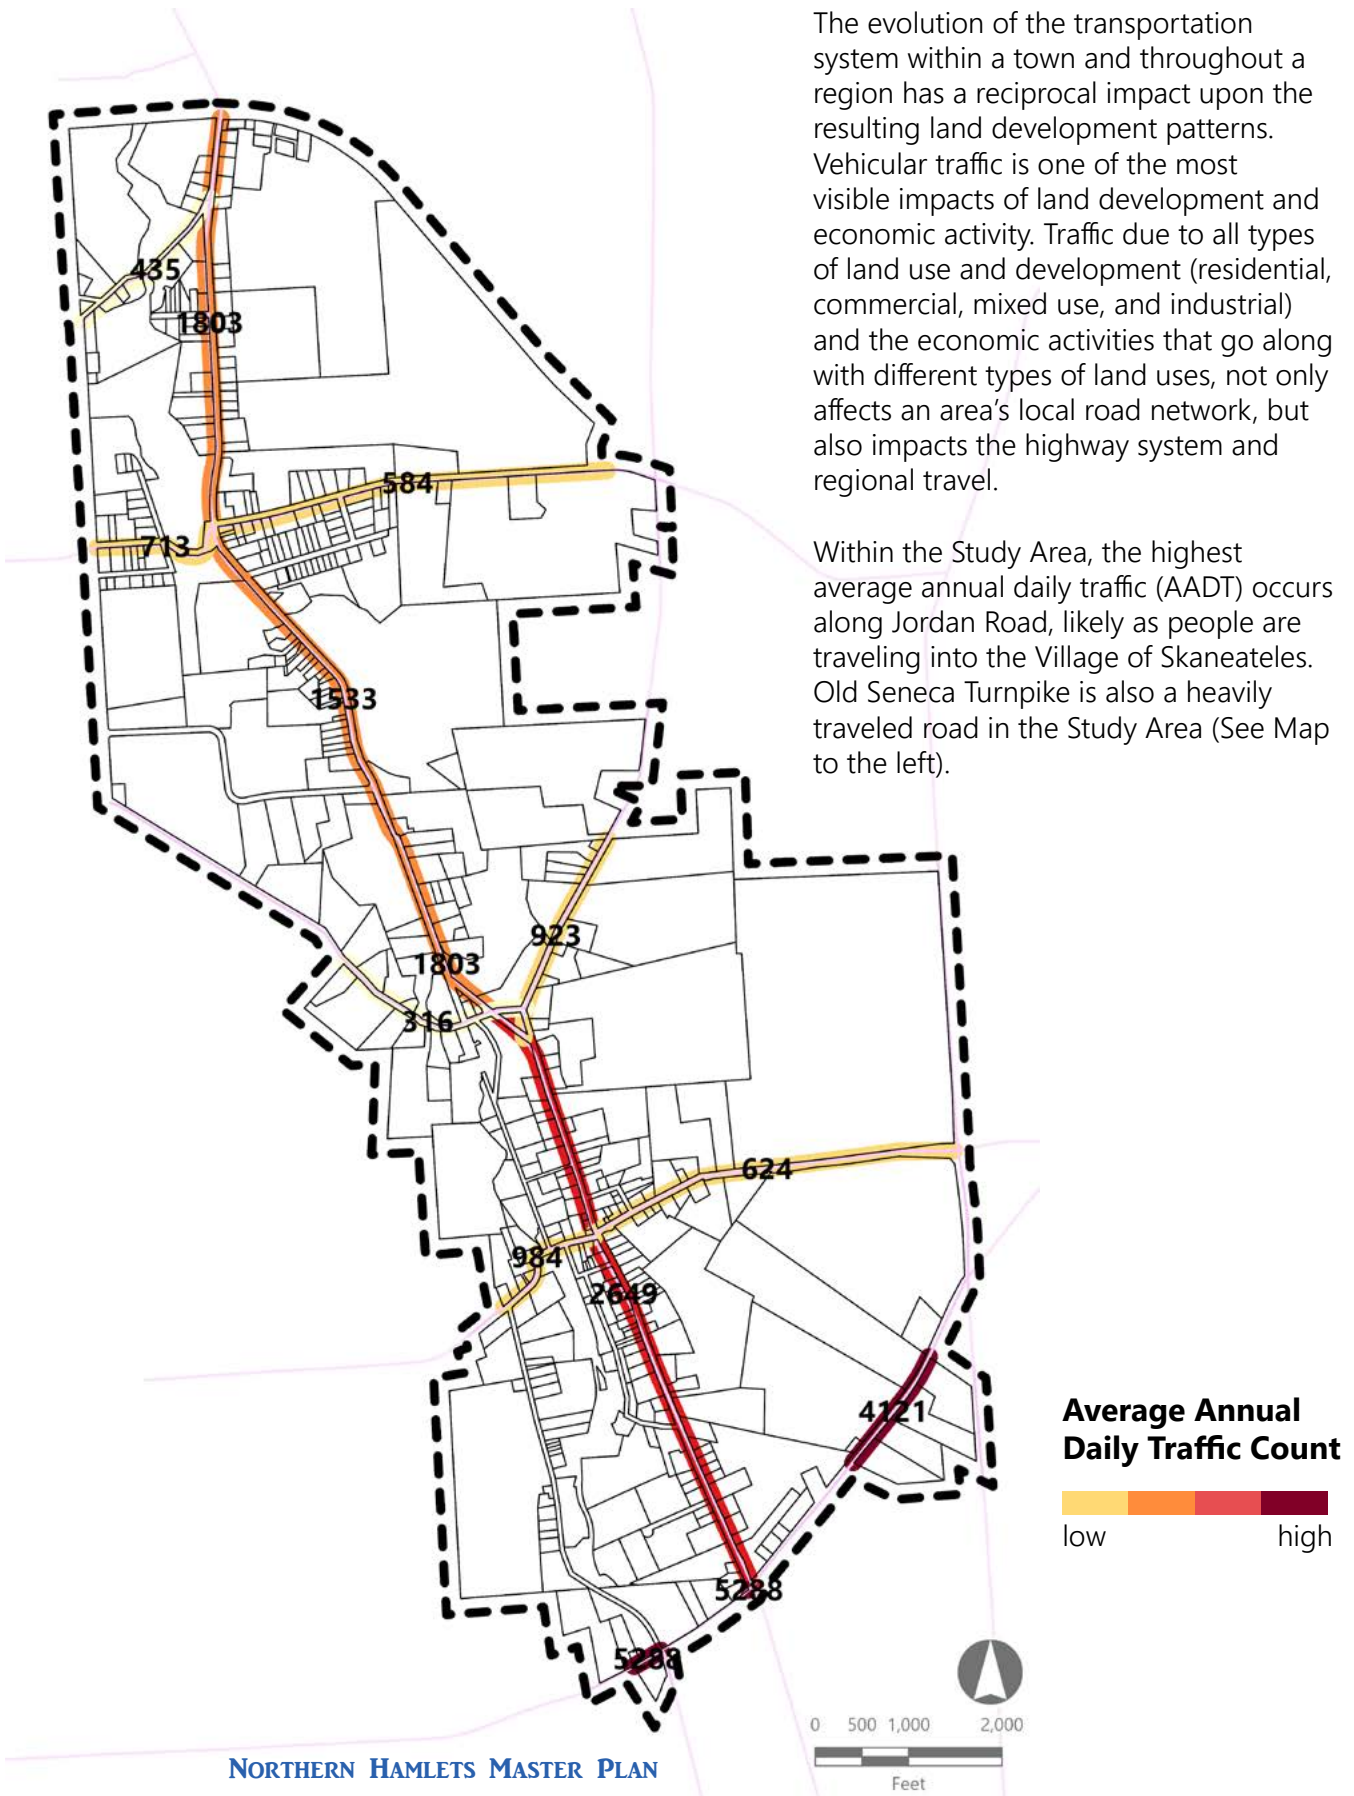 The evolution of the transportation
system within a town and throughout a
region has a reciprocal impact upon the
resulting land development patterns.
Vehicular traffic is one of the most
visible impacts of land development and
economic activity. Traffic due to all types
of land use and development (residential,
commercial, mixed use, and industrial)
and the economic activities that go along
with different types of land uses, not only
affects an area's local road network, but
also impacts the highway system and
regional travel.
Within the Study Area, the highest
average annual daily traffic (AADT) occurs
along Jordan Road, likely as people are
traveling into the Village of Skaneateles.
Old Seneca Turnpike is also a heavily
traveled road in the Study Area (See Map
to the left).
435
1803
584
713
1533
923
1803
316
624
984
2649
4121
5288
5288
Average Annual
Daily Traffic Count
low high
0 500 1,000 2,000
Feet
Northern Hamlets Master Plan